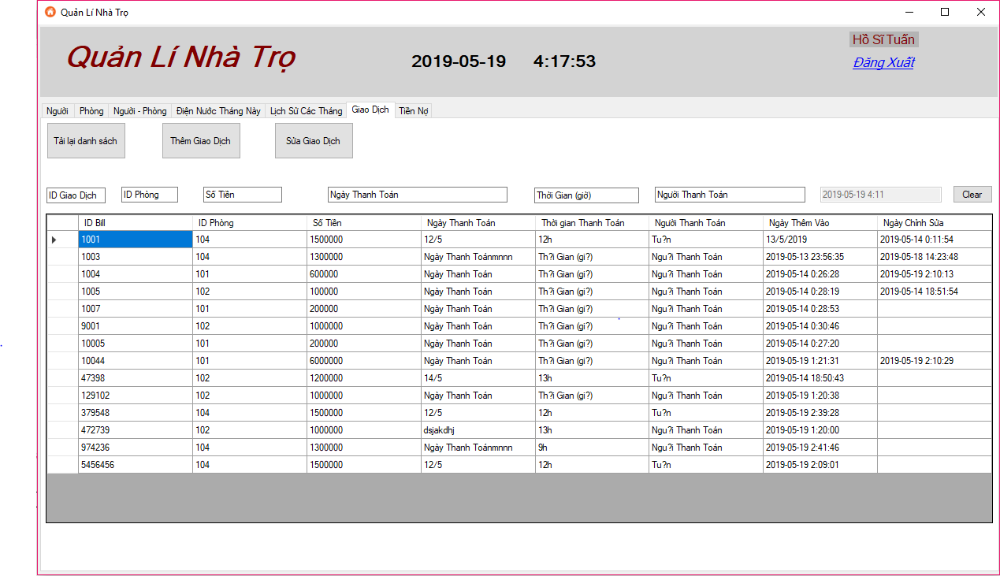 Quản Lí Nhà Trọ
Quản Lí Nhà Trọ 2019-05-19 4:17:53 Hồ Sĩ Tuấn
Đăng Xuất
Người Phòng Người - Phòng Điện Nước Tháng Này Lịch Sử Các Tháng Giao Dịch Tiền Nợ
Tải lại danh sách Thêm Giao Dịch Sửa Giao Dịch
ID Giao Dịch ID Phòng Số Tiền Ngày Thanh Toán Thời Gian (giờ) Người Thanh Toán 2019-05-19 4:11 Clear
ID Bill ID Phòng Số Tiền Ngày Thanh Toán Thời gian Thanh Toán Người Thanh Toán Ngày Thêm Vào Ngày Chỉnh Sửa
1001 104 1500000 12/5 12h Tu?n 13/5/2019 2019-05-14 0:11:54
1003 104 1300000 Ngày Thanh Toánmnnn Th?i Gian (gi?) Ngu?i Thanh Toán 2019-05-13 23:56:35 2019-05-18 14:23:48
1004 101 600000 Ngày Thanh Toán Th?i Gian (gi?) Ngu?i Thanh Toán 2019-05-14 0:26:28 2019-05-19 2:10:13
1005 102 100000 Ngày Thanh Toán Th?i Gian (gi?) Ngu?i Thanh Toán 2019-05-14 0:28:19 2019-05-14 18:51:54
1007 101 200000 Ngày Thanh Toán Th?i Gian (gi?) Ngu?i Thanh Toán 2019-05-14 0:28:53
9001 102 1000000 Ngày Thanh Toán Th?i Gian (gi?) Ngu?i Thanh Toán 2019-05-14 0:30:46
10005 101 200000 Ngày Thanh Toán Th?i Gian (gi?) Ngu?i Thanh Toán 2019-05-14 0:27:20
10044 101 6000000 Ngày Thanh Toán Th?i Gian (gi?) Ngu?i Thanh Toán 2019-05-19 1:21:31 2019-05-19 2:10:29
47398 102 1200000 14/5 13h Tu?n 2019-05-14 18:50:43
129102 102 1000000 Ngày Thanh Toán Th?i Gian (gi?) Ngu?i Thanh Toán 2019-05-19 1:20:38
379548 104 1500000 12/5 12h Tu?n 2019-05-19 2:39:28
472739 102 1000000 dsjakdhj 13h Ngu?i Thanh Toán 2019-05-19 1:20:00
974236 104 1300000 Ngày Thanh Toánmnnn 9h Ngu?i Thanh Toán 2019-05-19 2:41:46
5456456 104 1500000 12/5 12h Tu?n 2019-05-19 2:09:01